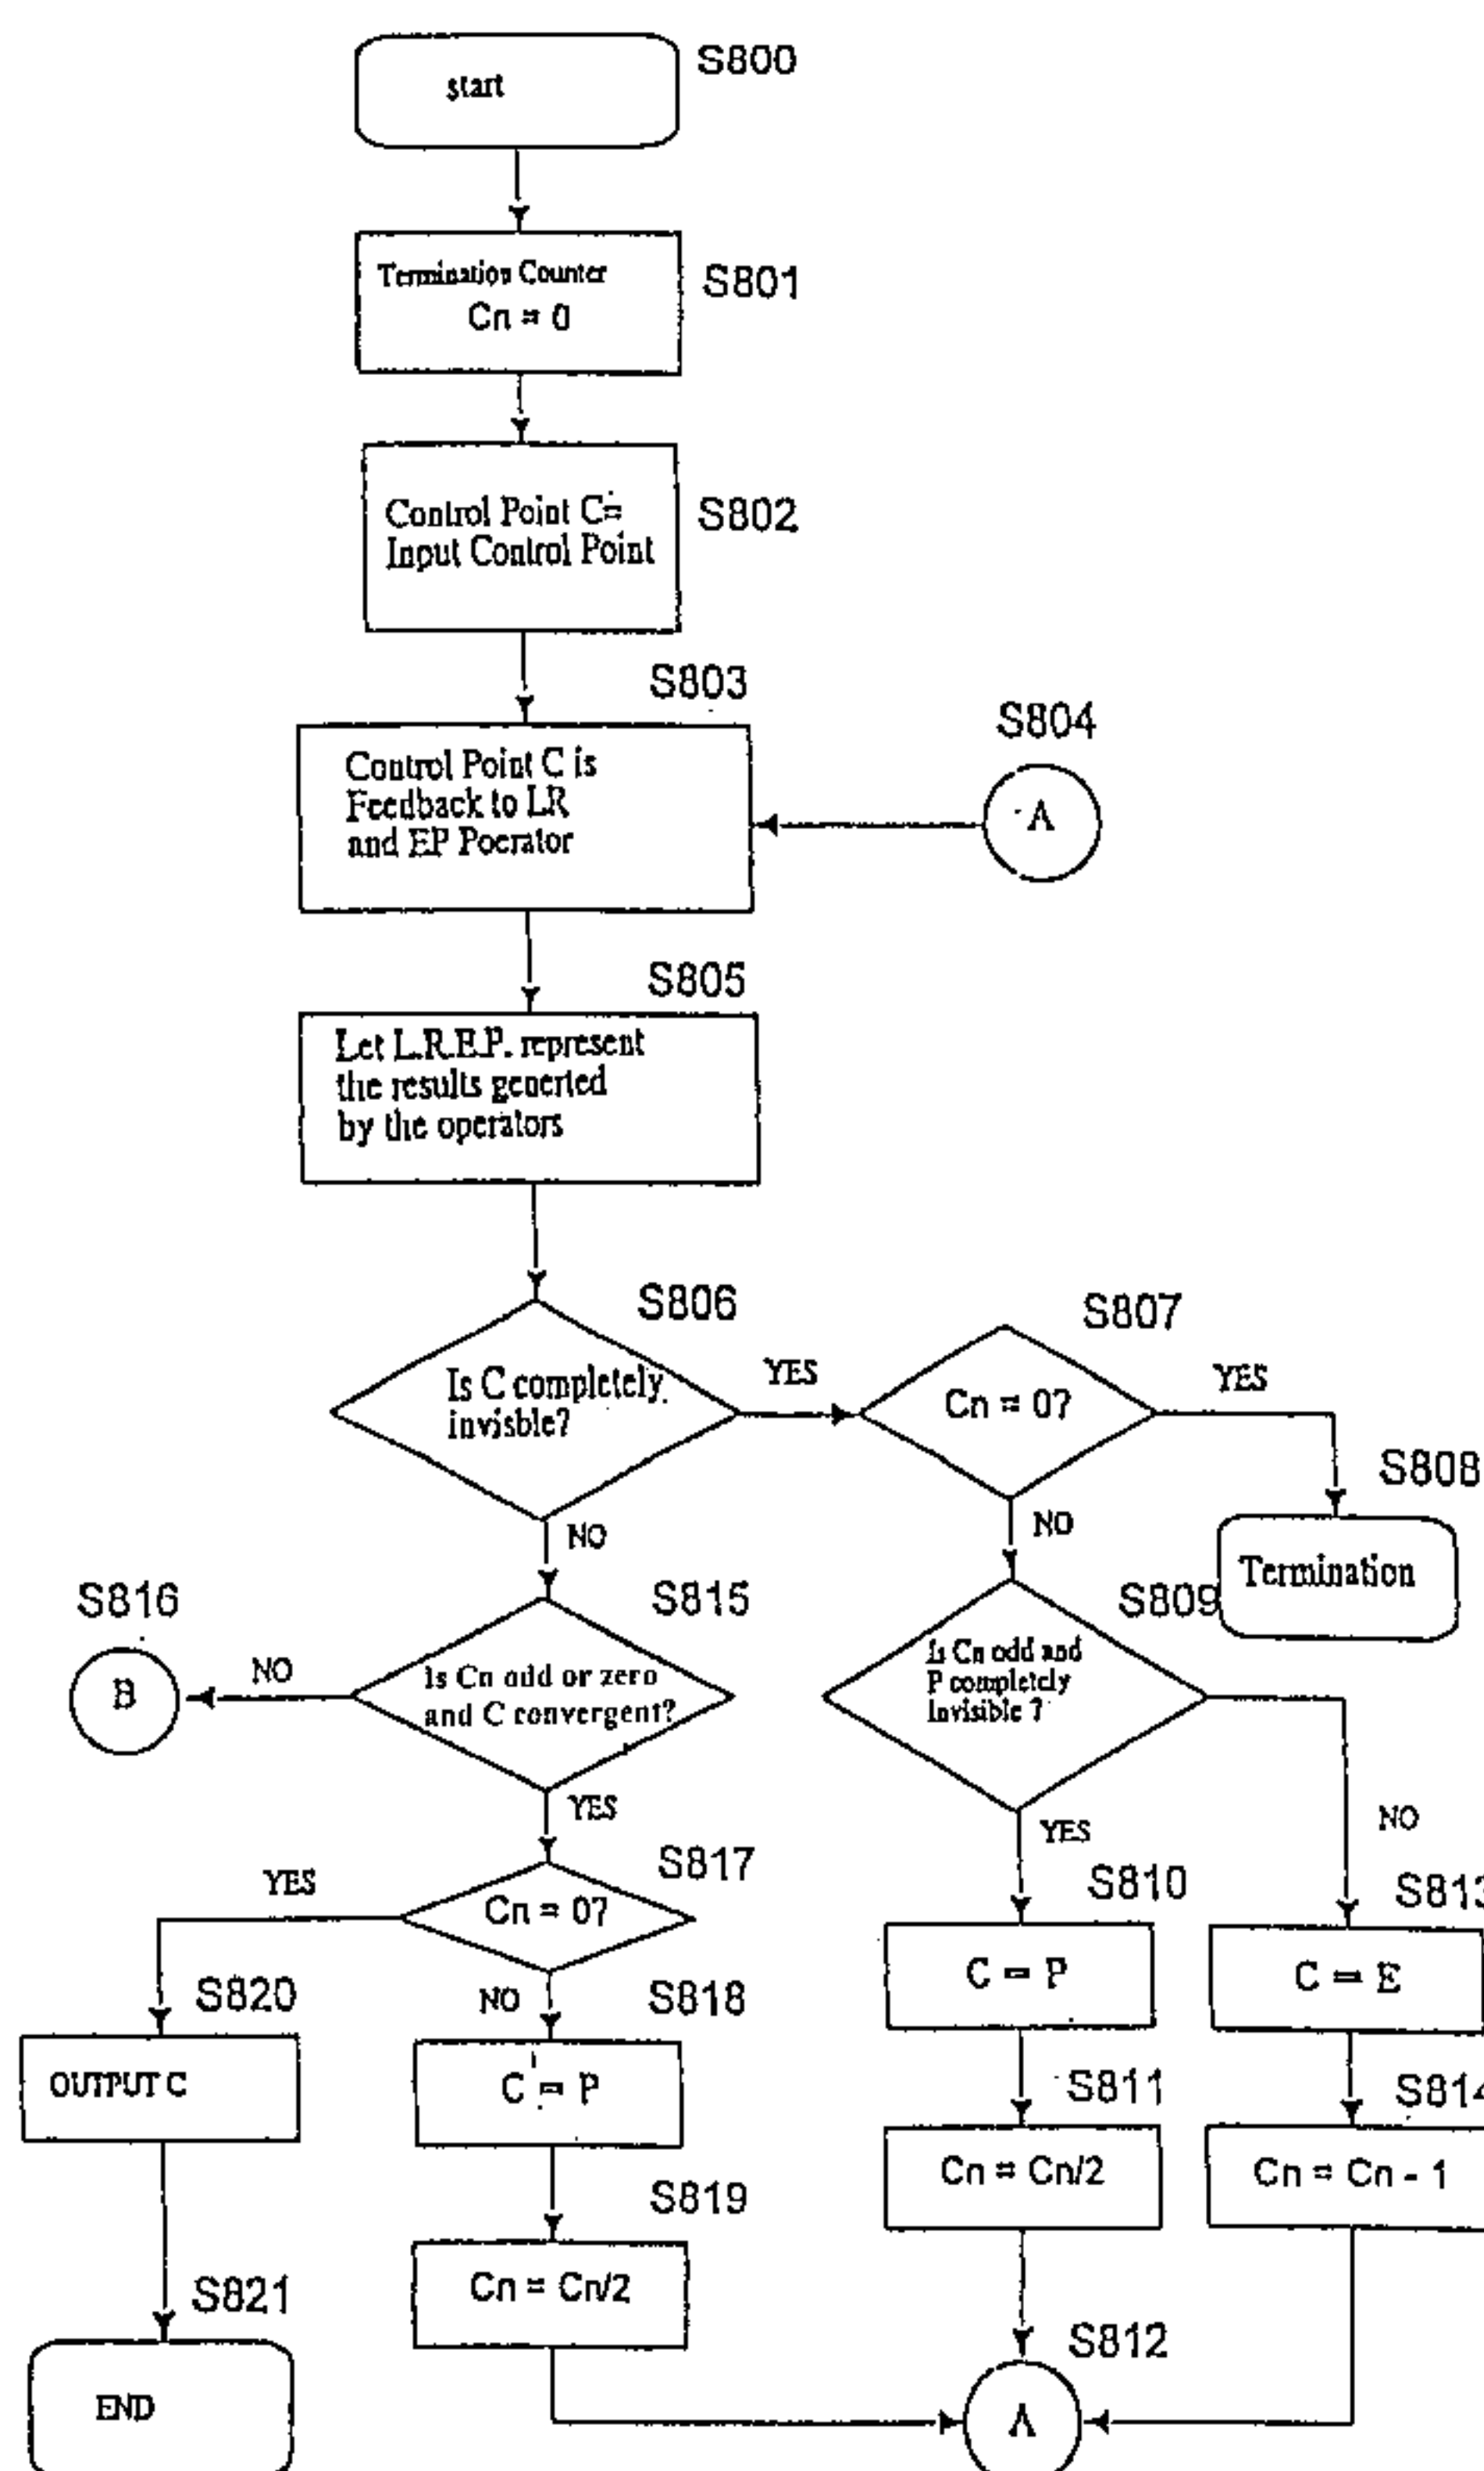 start
S800
Termination Counter
Cn = 0
S801
Control Point C=
Input Control Point
S802
S803
Control Point C is
Feedback to LR
and EP Poerator
S804
A
S805
Let L.R.E.P. represent
the results generted
by the operators
S806
Is C completely
invisble?
YES
NO
S807
Cn = 0?
YES
NO
S808
Termination
S809
Is Cn odd and
P completely
Invisible ?
YES
NO
S815
Is Cn odd or zero
and C convergent?
NO
YES
S816
B
S817
Cn = 0?
YES
NO
S810
C = P
S813
C = E
S820
OUTPUT C
S818
C = P
S811
Cn = Cn/2
S814
Cn = Cn - 1
S819
Cn = Cn/2
S821
END
S812
A